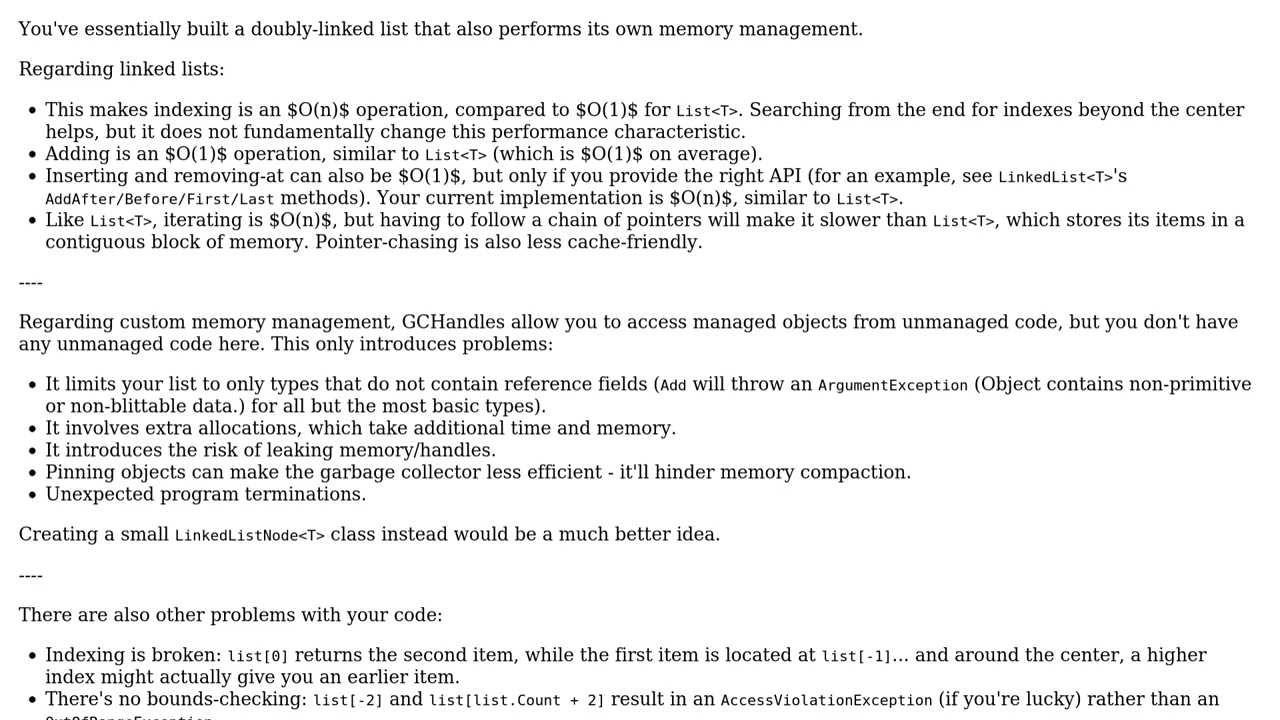 You've essentially built a doubly-linked list that also performs its own memory management.
Regarding linked lists:
• This makes indexing is an $O(n)$ operation, compared to $O(1)$ for List<T>. Searching from the end for indexes beyond the center
helps, but it does not fundamentally change this performance characteristic.
• Adding is an $O(1)$ operation, similar to List<T> (which is $O(1)$ on average).
• Inserting and removing-at can also be $O(1)$, but only if you provide the right API (for an example, see LinkedList<T>'s
AddAfter/Before/First/Last methods). Your current implementation is $O(n)$, similar to List<T>.
• Like List<T>, iterating is $O(n)$, but having to follow a chain of pointers will make it slower than List<T>, which stores its items in a
contiguous block of memory. Pointer-chasing is also less cache-friendly.
----
Regarding custom memory management, GCHandles allow you to access managed objects from unmanaged code, but you don't have
any unmanaged code here. This only introduces problems:
• It limits your list to only types that do not contain reference fields (Add will throw an ArgumentException (Object contains non-primitive
or non-blittable data.) for all but the most basic types).
• It involves extra allocations, which take additional time and memory.
• It introduces the risk of leaking memory/handles.
• Pinning objects can make the garbage collector less efficient - it'll hinder memory compaction.
• Unexpected program terminations.
Creating a small LinkedListNode<T> class instead would be a much better idea.
----
There are also other problems with your code:
• Indexing is broken: list[0] returns the second item, while the first item is located at list[-1]... and around the center, a higher
index might actually give you an earlier item.
• There's no bounds-checking: list[-2] and list[list.Count + 2] result in an AccessViolationException (if you're lucky) rather than an
OutOfRangeException